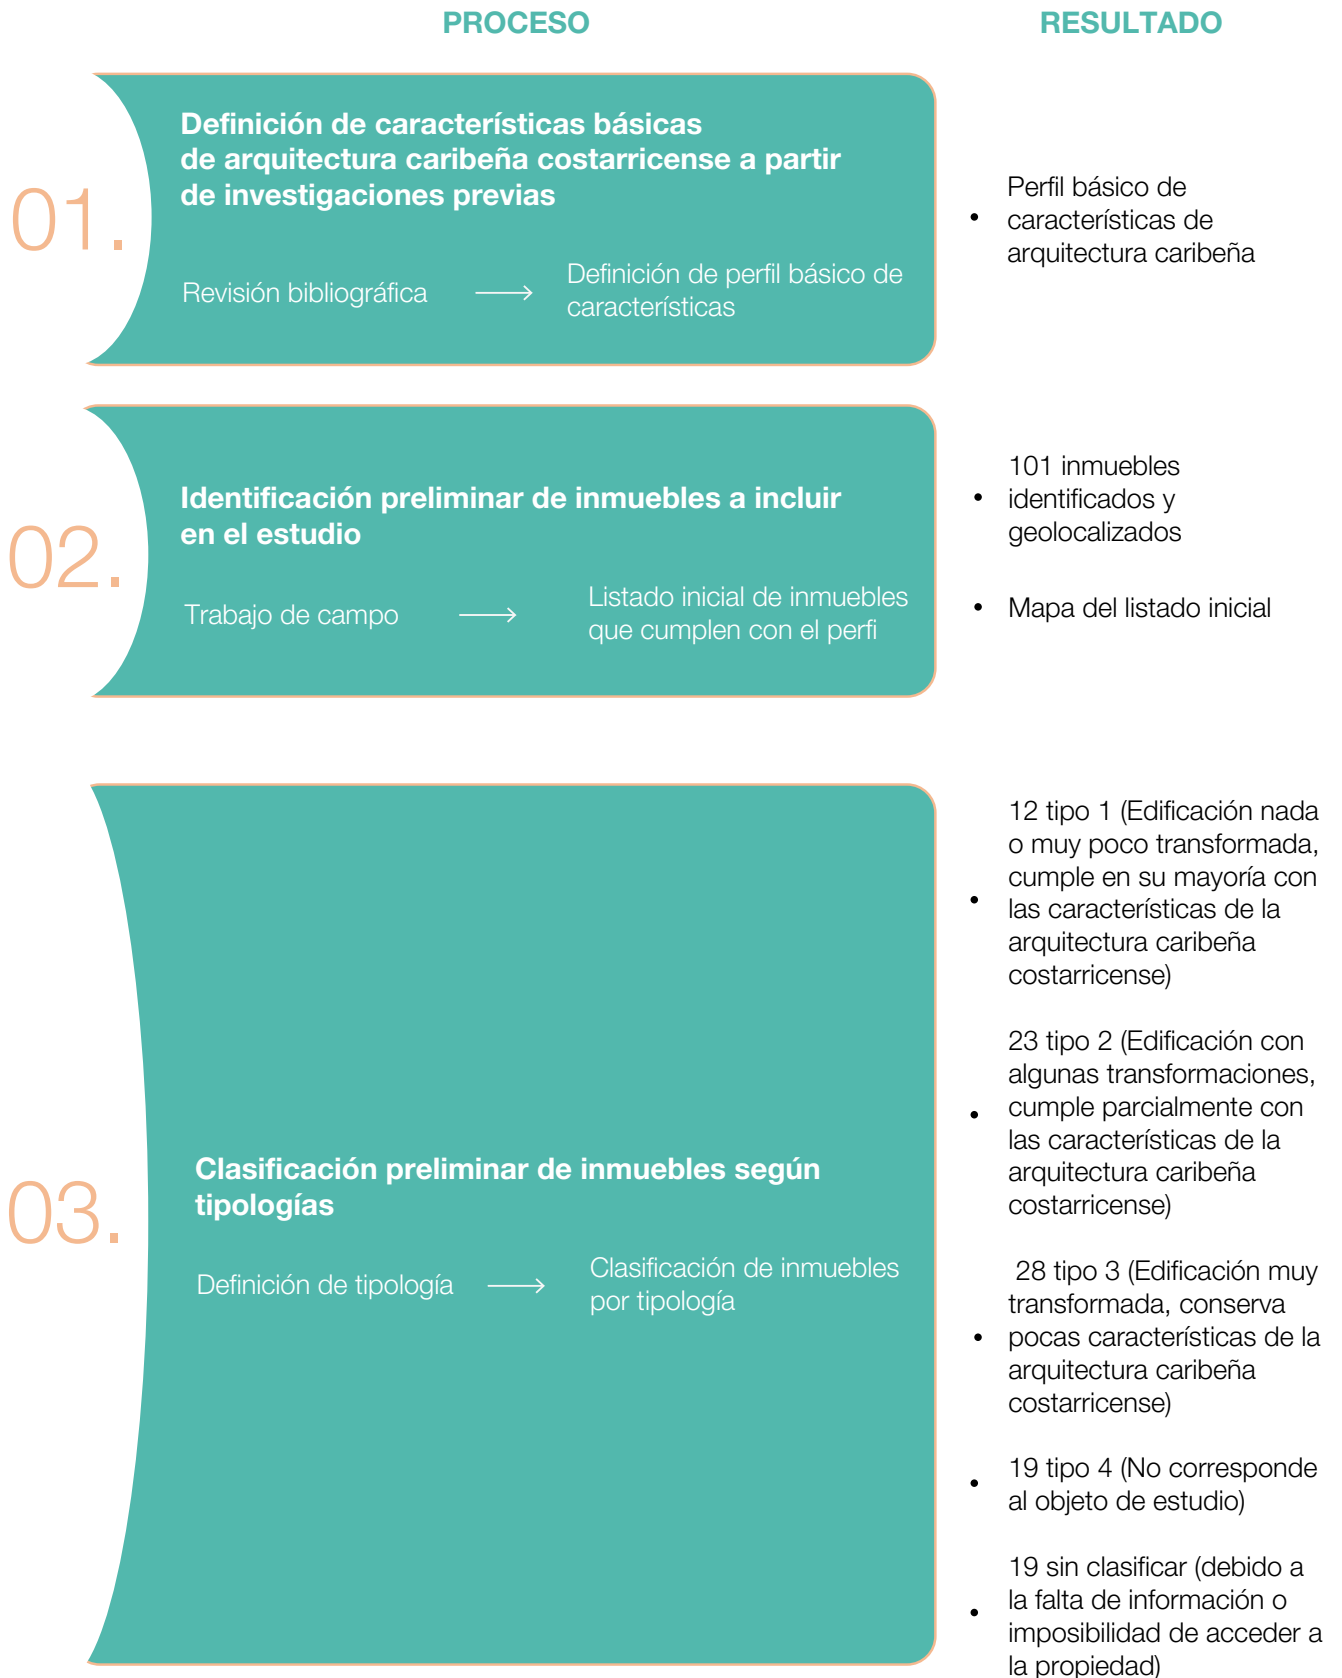 PROCESO
RESULTADO
01.
Definición de características básicas
de arquitectura caribeña costarricense a partir
de investigaciones previas
Revisión bibliográfica ⟶
Definición de perfil básico de
características
• Perfil básico de
características de
arquitectura caribeña
02.
Identificación preliminar de inmuebles a incluir
en el estudio
Trabajo de campo ⟶
Listado inicial de inmuebles
que cumplen con el perfi
• 101 inmuebles
identificados y
geolocalizados
• Mapa del listado inicial
03.
Clasificación preliminar de inmuebles según
tipologías
Definición de tipología ⟶
Clasificación de inmuebles
por tipología
• 12 tipo 1 (Edificación nada
o muy poco transformada,
cumple en su mayoría con
las características de la
arquitectura caribeña
costarricense)
• 23 tipo 2 (Edificación con
algunas transformaciones,
cumple parcialmente con
las características de la
arquitectura caribeña
costarricense)
• 28 tipo 3 (Edificación muy
transformada, conserva
pocas características de la
arquitectura caribeña
costarricense)
• 19 tipo 4 (No corresponde
al objeto de estudio)
• 19 sin clasificar (debido a
la falta de información o
imposibilidad de acceder a
la propiedad)